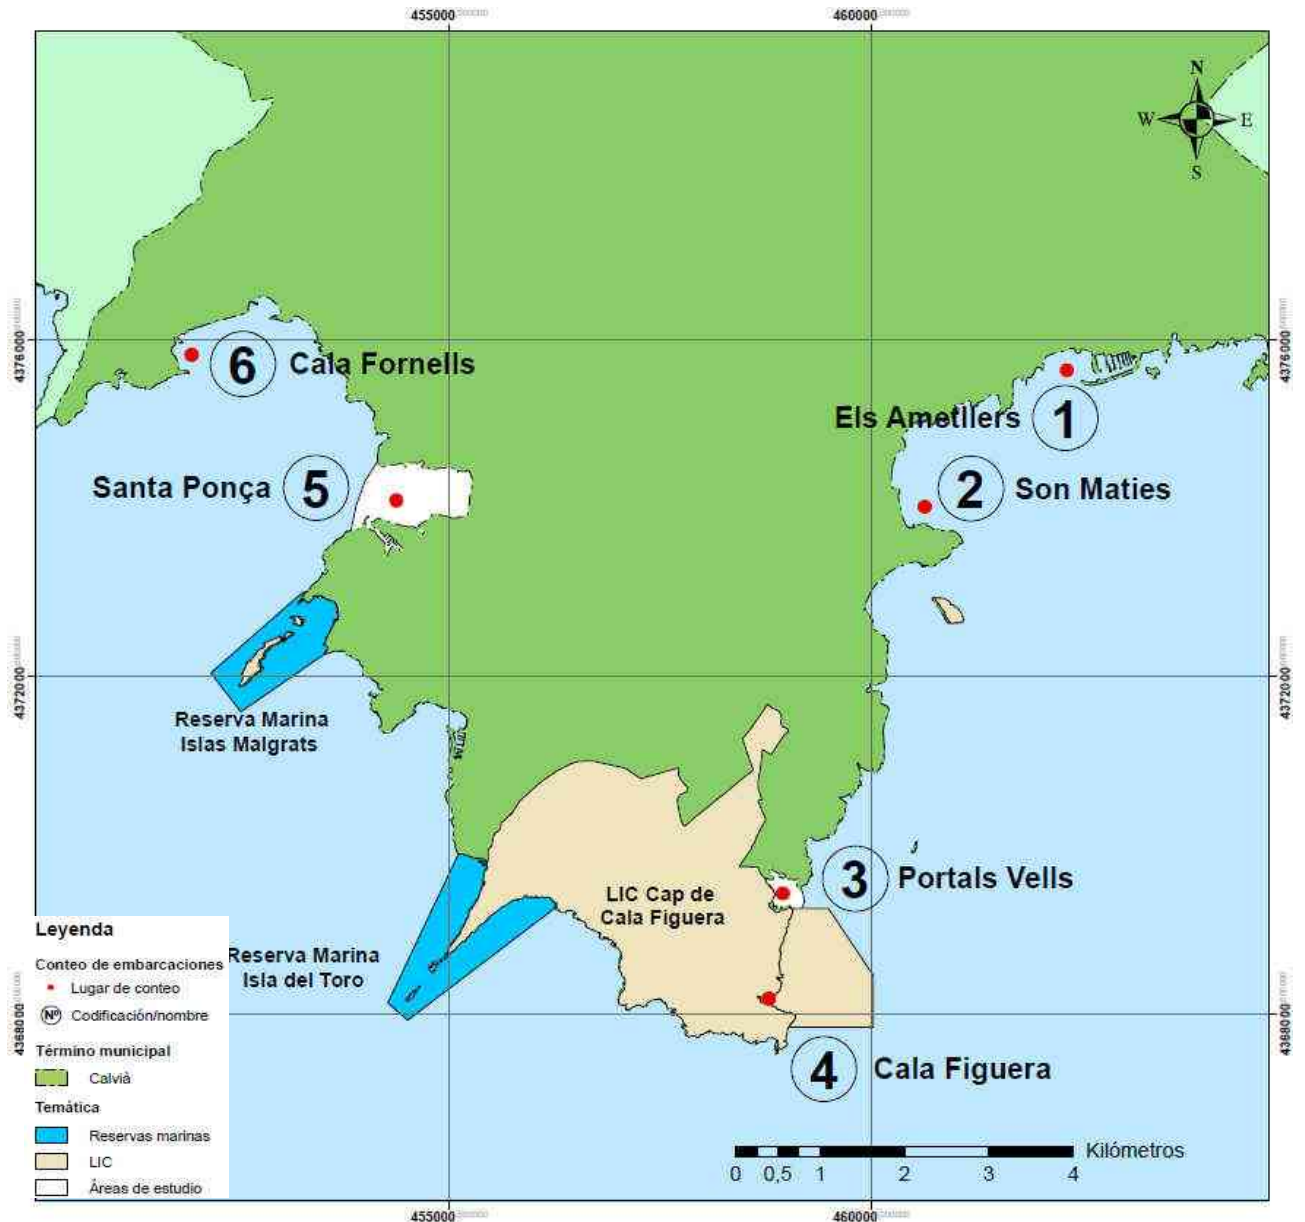 455000
460000
N
W
E
S
4376000
4376000
6 Cala Fornells
Els Ametllers 1
Santa Ponça 5
2 Son Maties
4372000
4372000
Reserva Marina
Islas Malgrats
3 Portals Vells
LIC Cap de
Cala Figuera
Reserva Marina
Isla del Toro
4368000
4368000
4 Cala Figuera
Leyenda
Conteo de embarcaciones
Lugar de conteo
Nº Codificación/nombre
Término municipal
Calvià
Temática
Reservas marinas
LIC
Áreas de estudio
Kilómetros
0 0,5 1 2 3 4
455000
460000